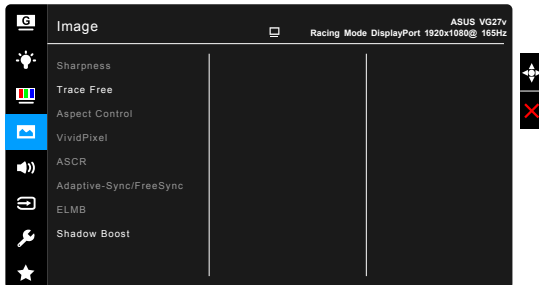 G
Image
ASUS VG27v
Racing Mode DisplayPort 1920x1080@ 165Hz
Sharpness
Trace Free
Aspect Control
VividPixel
ASCR
Adaptive-Sync/FreeSync
ELMB
Shadow Boost